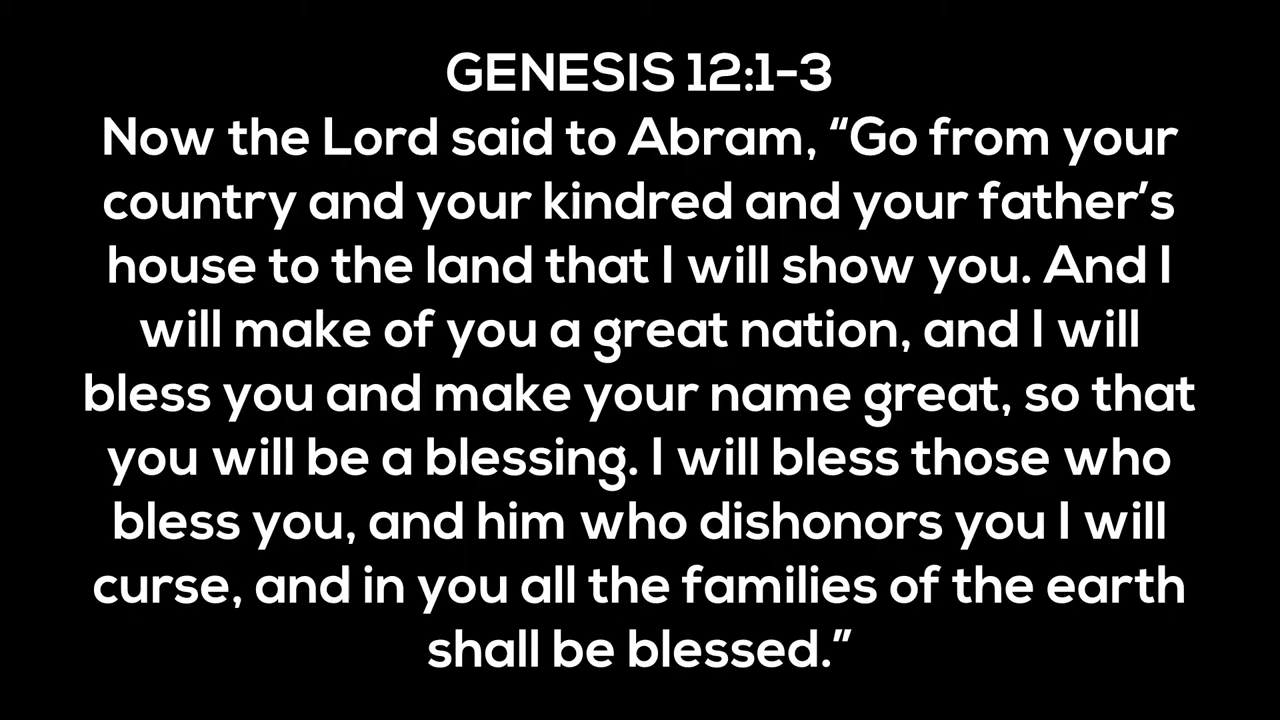 GENESIS 12:1-3
Now the Lord said to Abram, “Go from your
country and your kindred and your father’s
house to the land that I will show you. And I
will make of you a great nation, and I will
bless you and make your name great, so that
you will be a blessing. I will bless those who
bless you, and him who dishonors you I will
curse, and in you all the families of the earth
shall be blessed.”